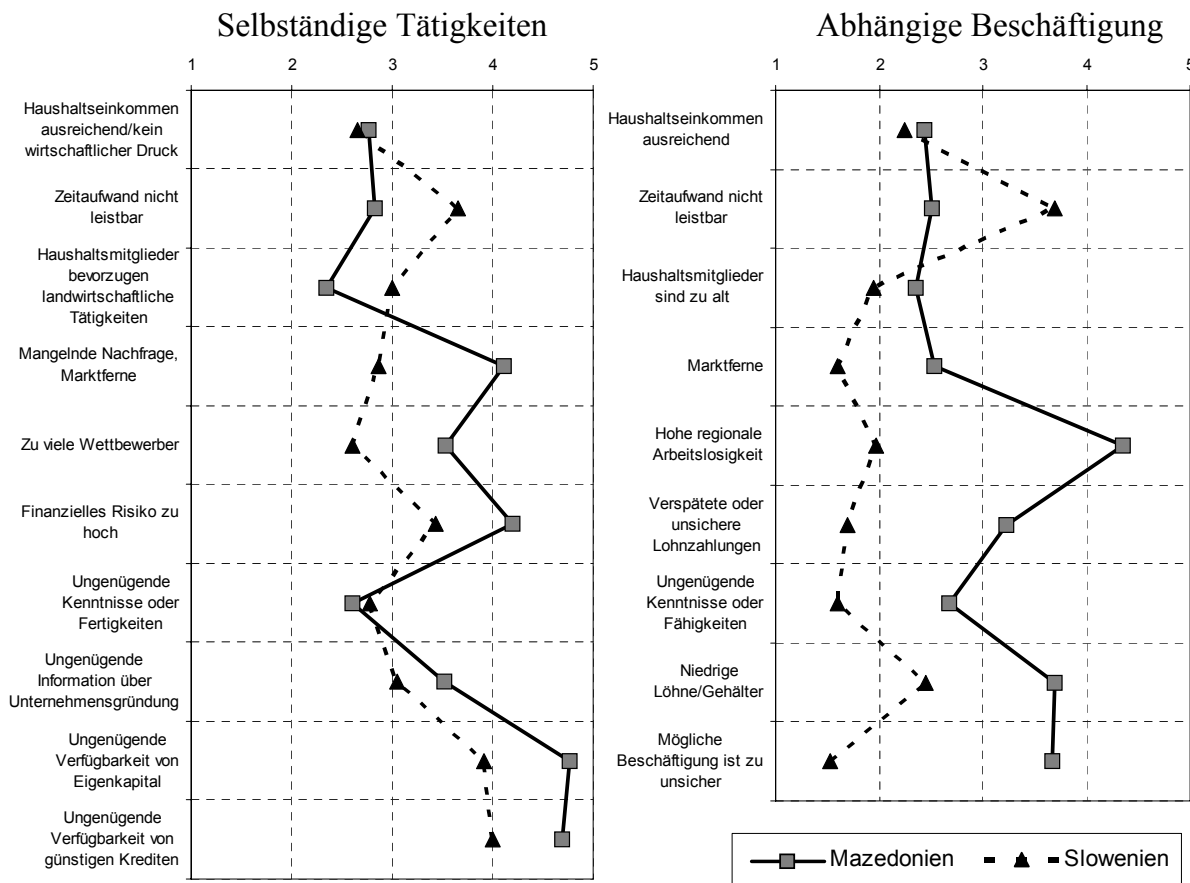 Selbständige Tätigkeiten
1 2 3 4 5
Haushaltseinkommen
ausreichend/kein
wirtschaftlicher Druck
Zeitaufwand nicht
leistbar
Haushaltsmitglieder
bevorzugen
landwirtschaftliche
Tätigkeiten
Mangelnde Nachfrage,
Marktferne
Zu viele Wettbewerber
Finanzielles Risiko zu
hoch
Ungenügende
Kenntnisse oder
Fertigkeiten
Ungenügende
Information über
Unternehmensgründung
Ungenügende
Verfügbarkeit von
Eigenkapital
Ungenügende
Verfügbarkeit von
günstigen Krediten
Abhängige Beschäftigung
1 2 3 4 5
Haushaltseinkommen
ausreichend
Zeitaufwand nicht
leistbar
Haushaltsmitglieder
sind zu alt
Marktferne
Hohe regionale
Arbeitslosigkeit
Verspätete oder
unsichere
Lohnzahlungen
Ungenügende
Kenntnisse oder
Fähigkeiten
Niedrige
Löhne/Gehälter
Mögliche
Beschäftigung ist zu
unsicher
Mazedonien Slowenien